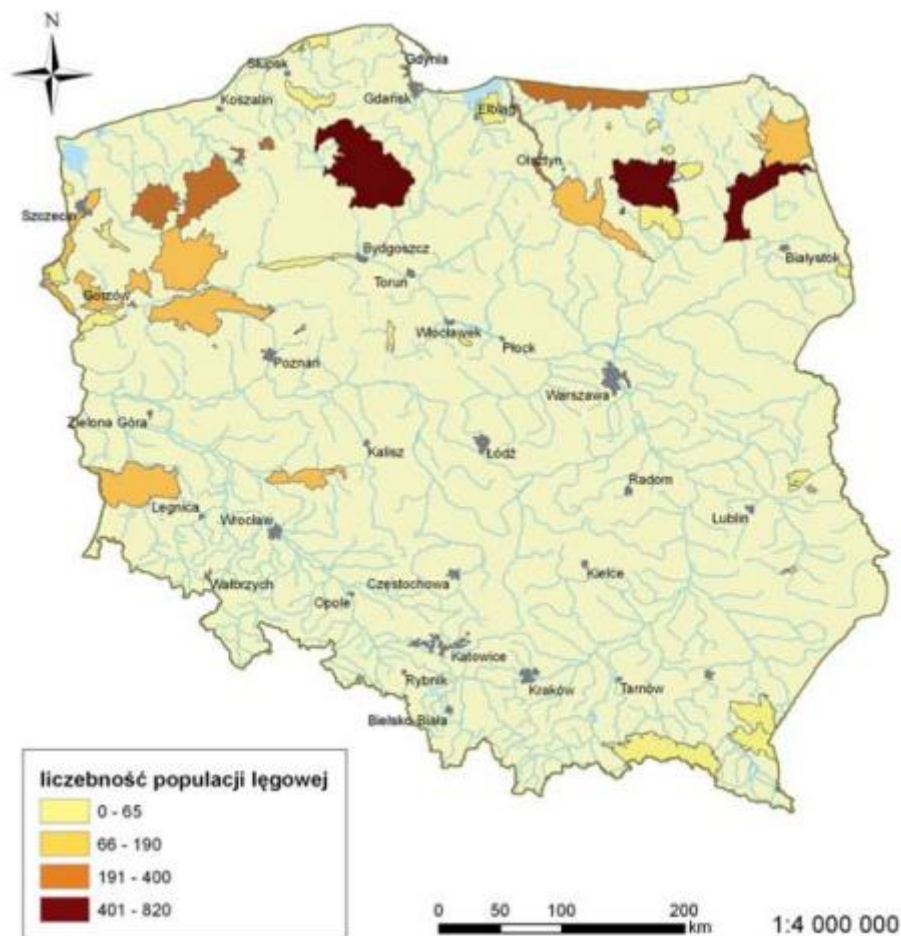 N
Słupsk
Gdynia
Koszalin
Gdańsk
Elbląg
Olsztyn
Szczecin
Bydgoszcz
Białystok
Toruń
Gorzów
Włocławek
Płock
Poznań
Warszawa
Zielona Góra
Kalisz
Łódź
Radom
Legnica
Wrocław
Lublin
Wałbrzych
Częstochowa
Kielce
Opole
Katowice
Rybnik
Kraków
Tarnów
Bielsko Biała
liczebność populacji lęgowej
0 - 65
66 - 190
191 - 400
401 - 820
0 50 100 200
km
1:4 000 000